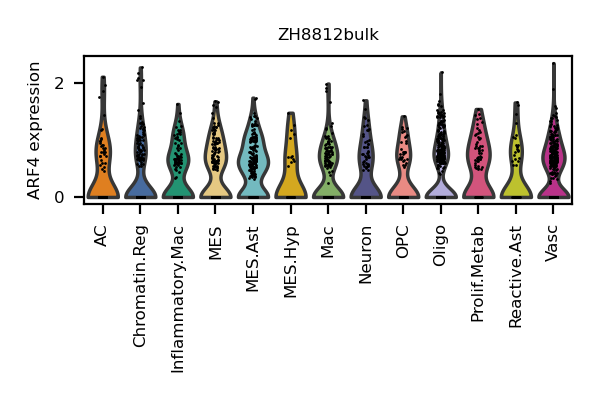 ZH8812bulk
ARF4 expression
2
0
AC
Chromatin.Reg
Inflammatory.Mac
MES
MES.Ast
MES.Hyp
Mac
Neuron
OPC
Oligo
Prolif.Metab
Reactive.Ast
Vasc